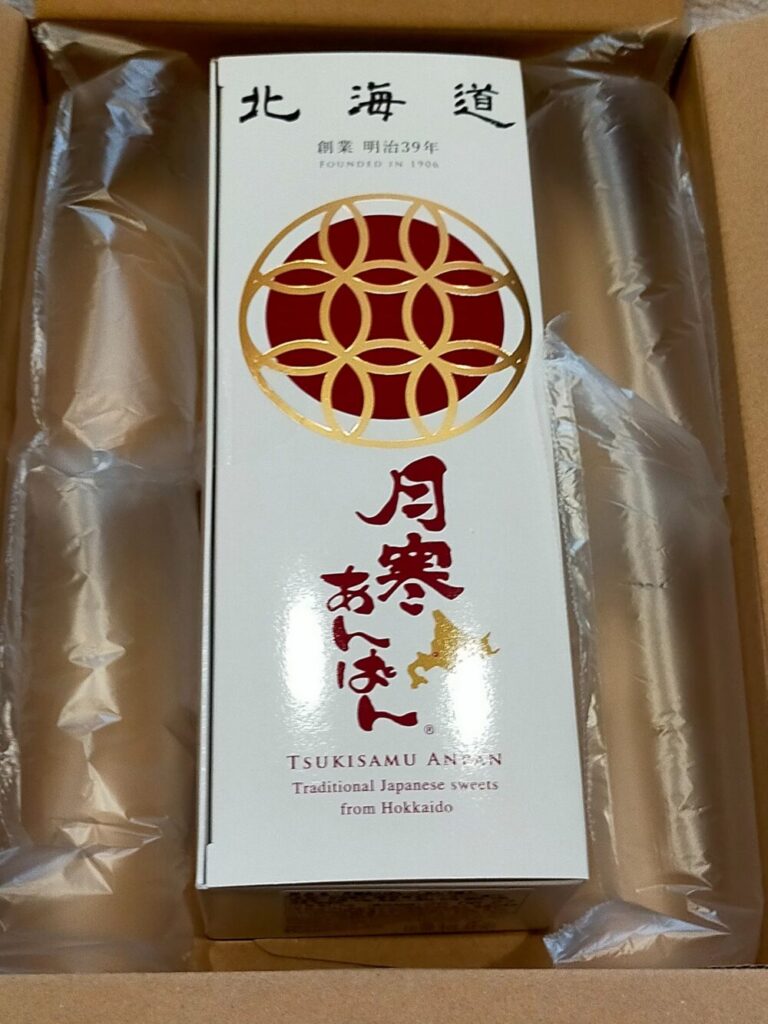 北海道
創業 明治39年
FOUNDED IN 1906
月寒
あんぱん
®
TSUKISAMU ANPAN
Traditional Japanese sweets
from Hokkaido